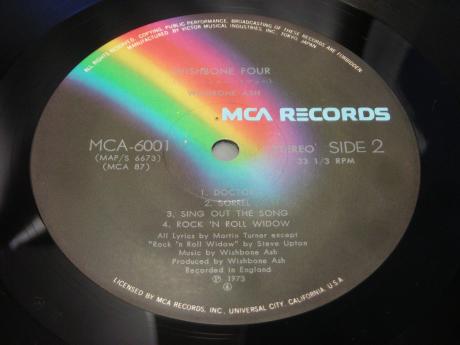 ALL RIGHTS RESERVED. COPYING, PUBLIC PERFORMANCE, BROADCASTING OF THESE RECORDS ARE FORBIDDEN.
MANUFACTURED BY VICTOR MUSICAL INDUSTRIES, INC. TOKYO, JAPAN
WISHBONE FOUR
WISHBONE ASH
MCA RECORDS
MCA-6001
(MAP/S 6673)
(MCA 87)
STEREO SIDE 2
33 1/3 RPM
1. DOCTOR
2. SORREL
3. SING OUT THE SONG
4. ROCK 'N ROLL WIDOW
All Lyrics by Martin Turner except
"Rock 'n Roll Widow" by Steve Upton
Music by Wishbone Ash
Produced by Wishbone Ash
Recorded in England
Ⓟ 1973
LICENSED BY MCA RECORDS, INC., UNIVERSAL CITY, CALIFORNIA, U.S.A.